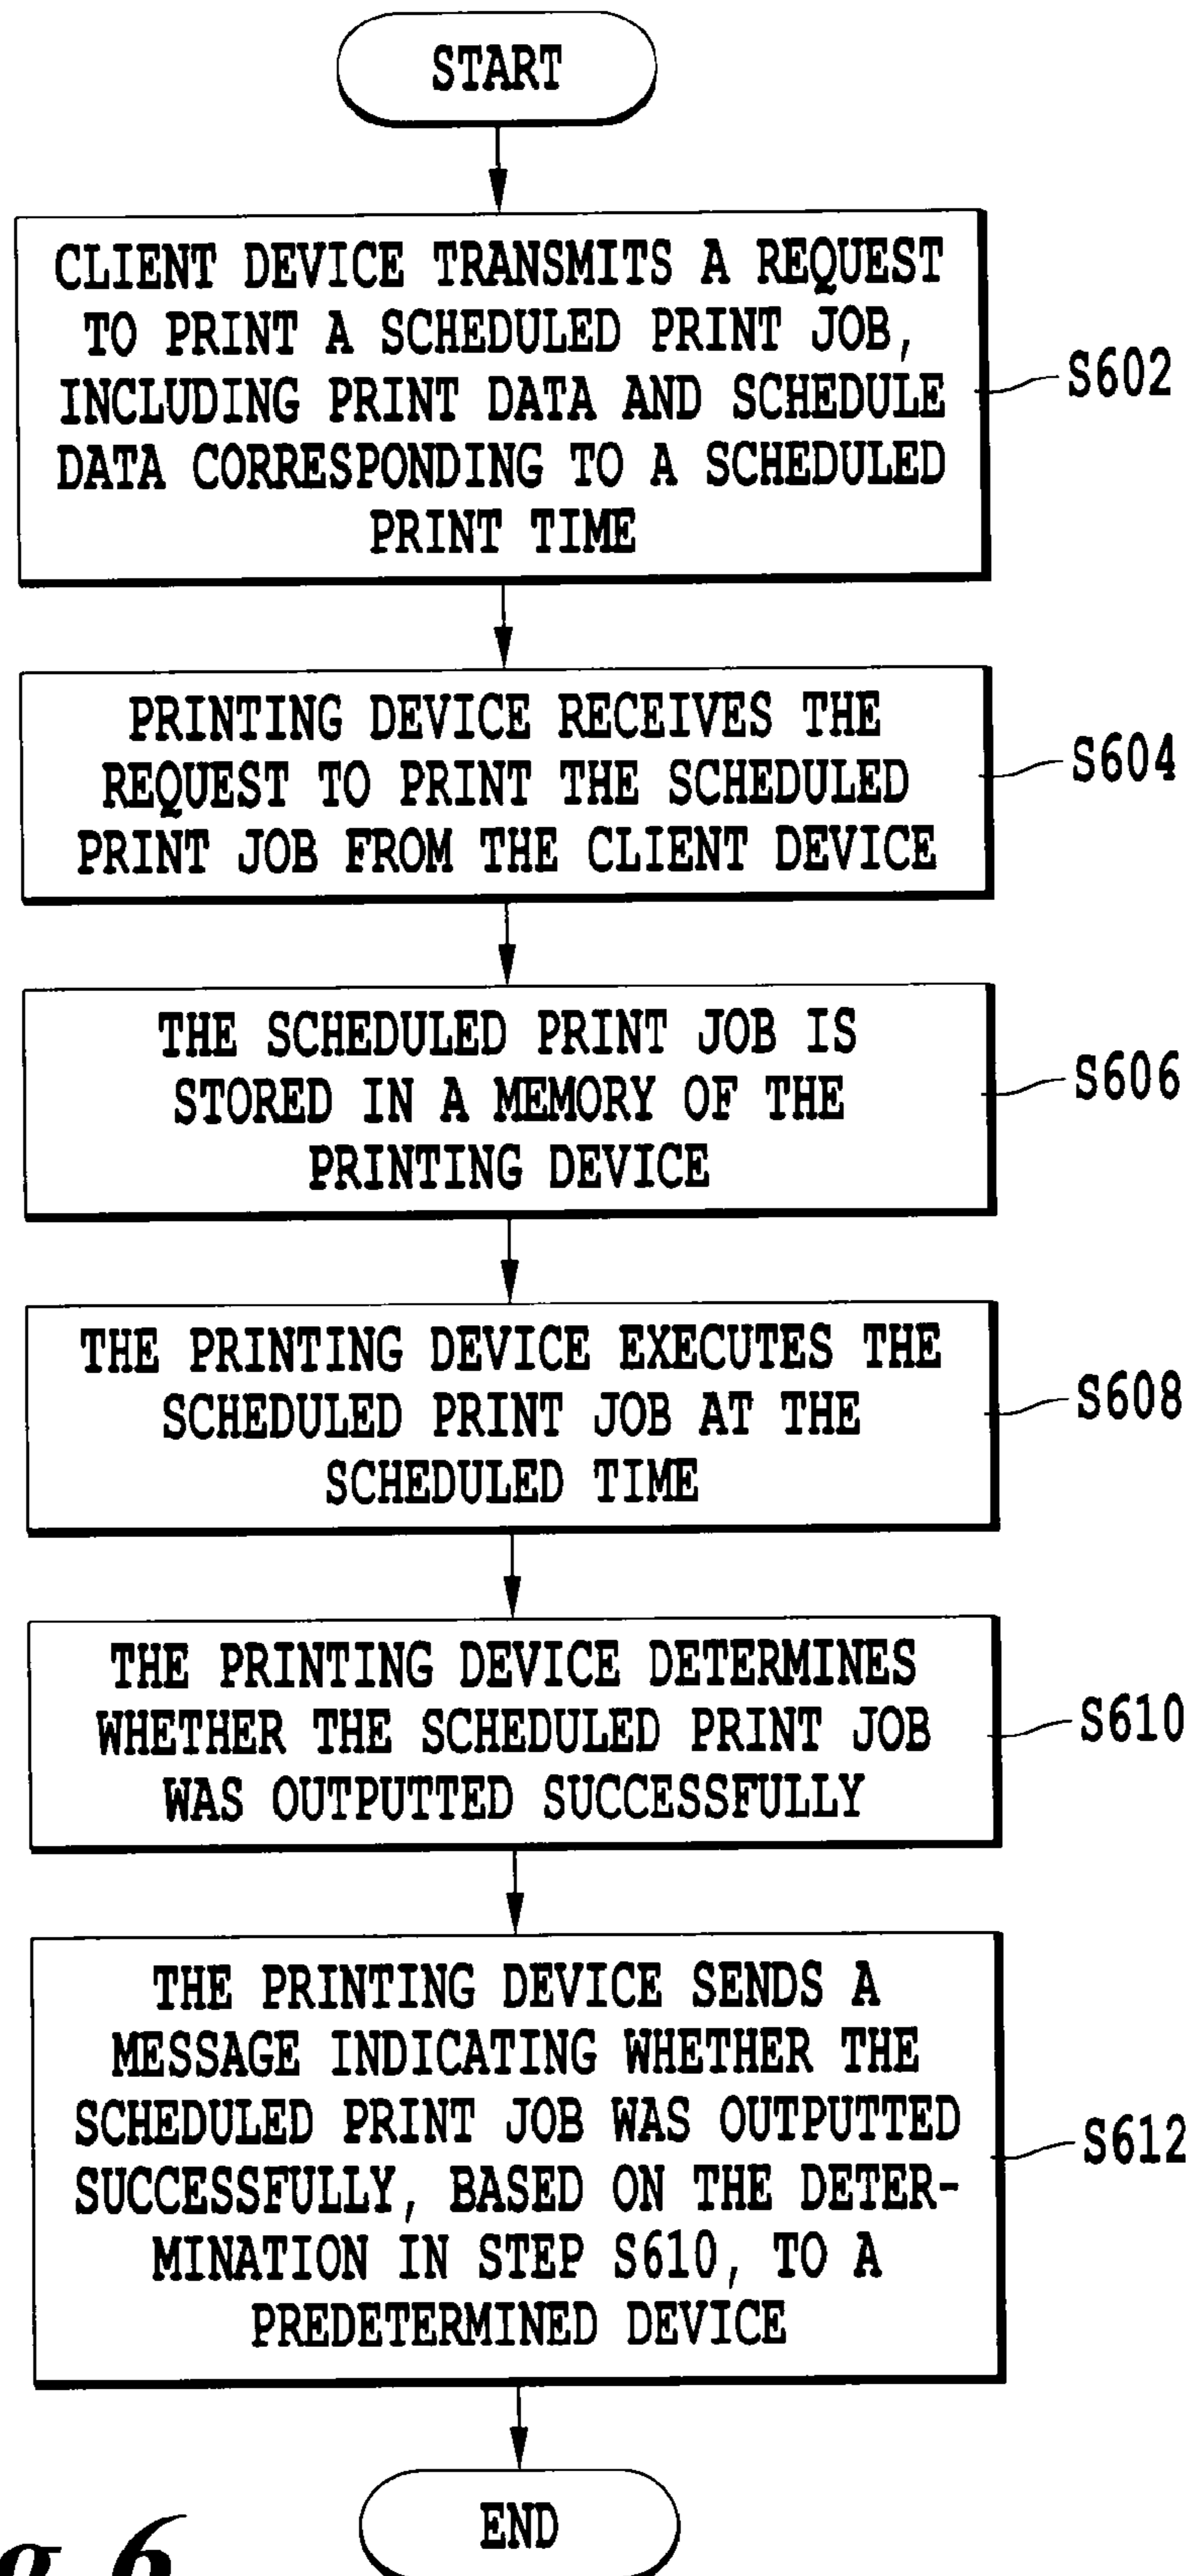 START
CLIENT DEVICE TRANSMITS A REQUEST
TO PRINT A SCHEDULED PRINT JOB,
INCLUDING PRINT DATA AND SCHEDULE
DATA CORRESPONDING TO A SCHEDULED
PRINT TIME
S602
PRINTING DEVICE RECEIVES THE
REQUEST TO PRINT THE SCHEDULED
PRINT JOB FROM THE CLIENT DEVICE
S604
THE SCHEDULED PRINT JOB IS
STORED IN A MEMORY OF THE
PRINTING DEVICE
S606
THE PRINTING DEVICE EXECUTES THE
SCHEDULED PRINT JOB AT THE
SCHEDULED TIME
S608
THE PRINTING DEVICE DETERMINES
WHETHER THE SCHEDULED PRINT JOB
WAS OUTPUTTED SUCCESSFULLY
S610
THE PRINTING DEVICE SENDS A
MESSAGE INDICATING WHETHER THE
SCHEDULED PRINT JOB WAS OUTPUTTED
SUCCESSFULLY, BASED ON THE DETER-
MINATION IN STEP S610, TO A
PREDETERMINED DEVICE
S612
END
6